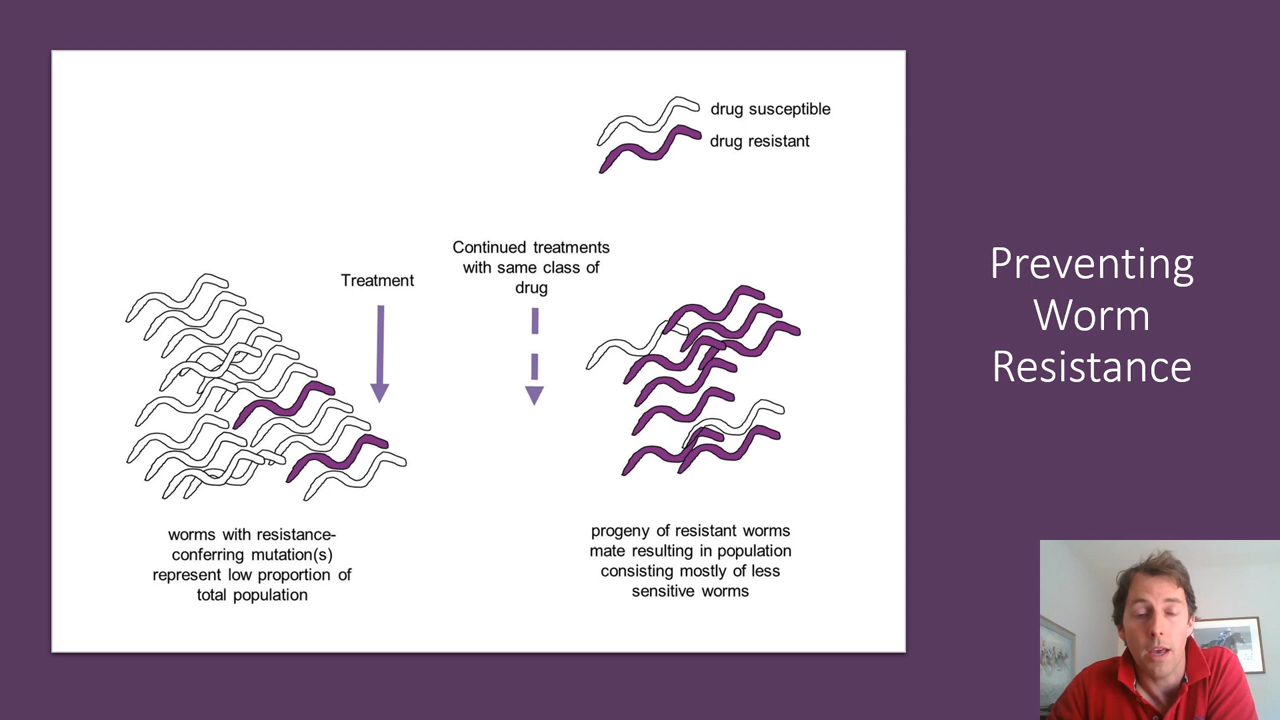 drug susceptible
drug resistant
Continued treatments
with same class of
drug
Treatment
worms with resistance-
conferring mutation(s)
represent low proportion of
total population
progeny of resistant worms
mate resulting in population
consisting mostly of less
sensitive worms
Preventing
Worm
Resistance